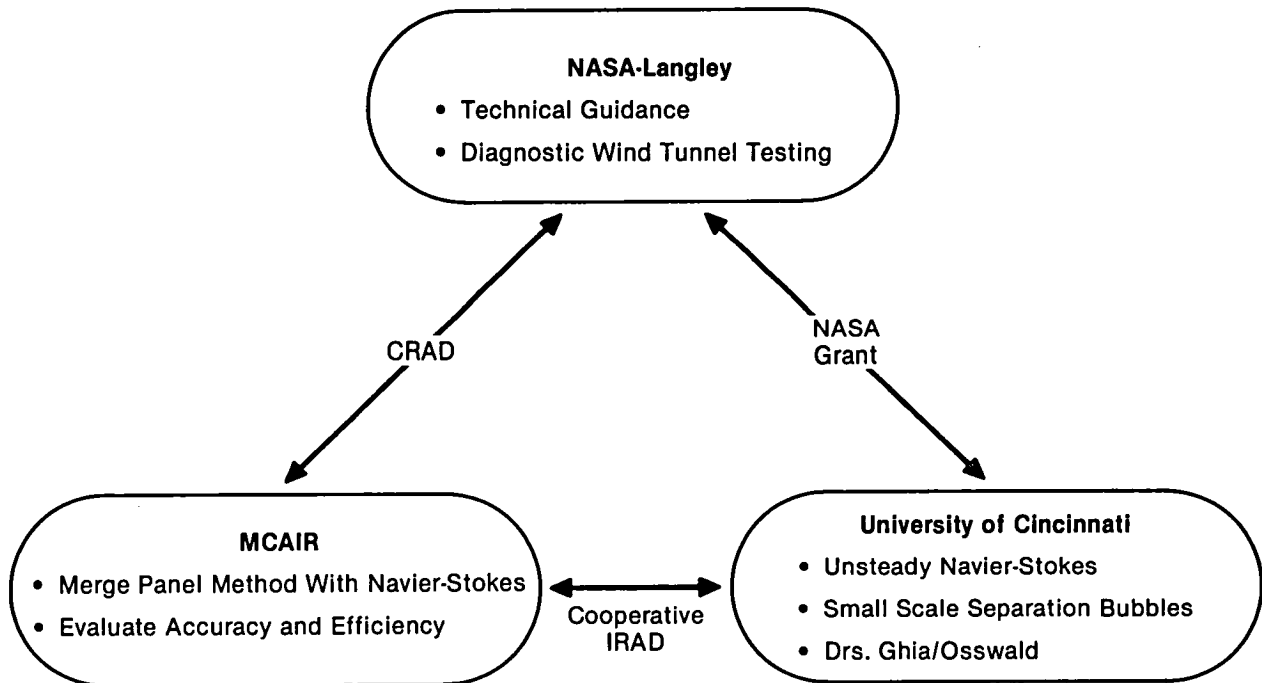 NASA-Langley
• Technical Guidance
• Diagnostic Wind Tunnel Testing
CRAD
NASA
Grant
MCAIR
• Merge Panel Method With Navier-Stokes
• Evaluate Accuracy and Efficiency
Cooperative
IRAD
University of Cincinnati
• Unsteady Navier-Stokes
• Small Scale Separation Bubbles
• Drs. Ghia/Osswald